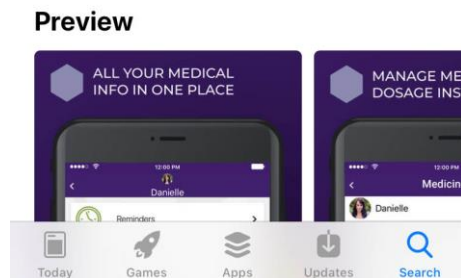 Preview
ALL YOUR MEDICAL
INFO IN ONE PLACE
MANAGE ME
DOSAGE INS
12:00 PM
Danielle
Reminders
12:00 PM
Medicin
Danielle
Today
Games
Apps
Updates
Search